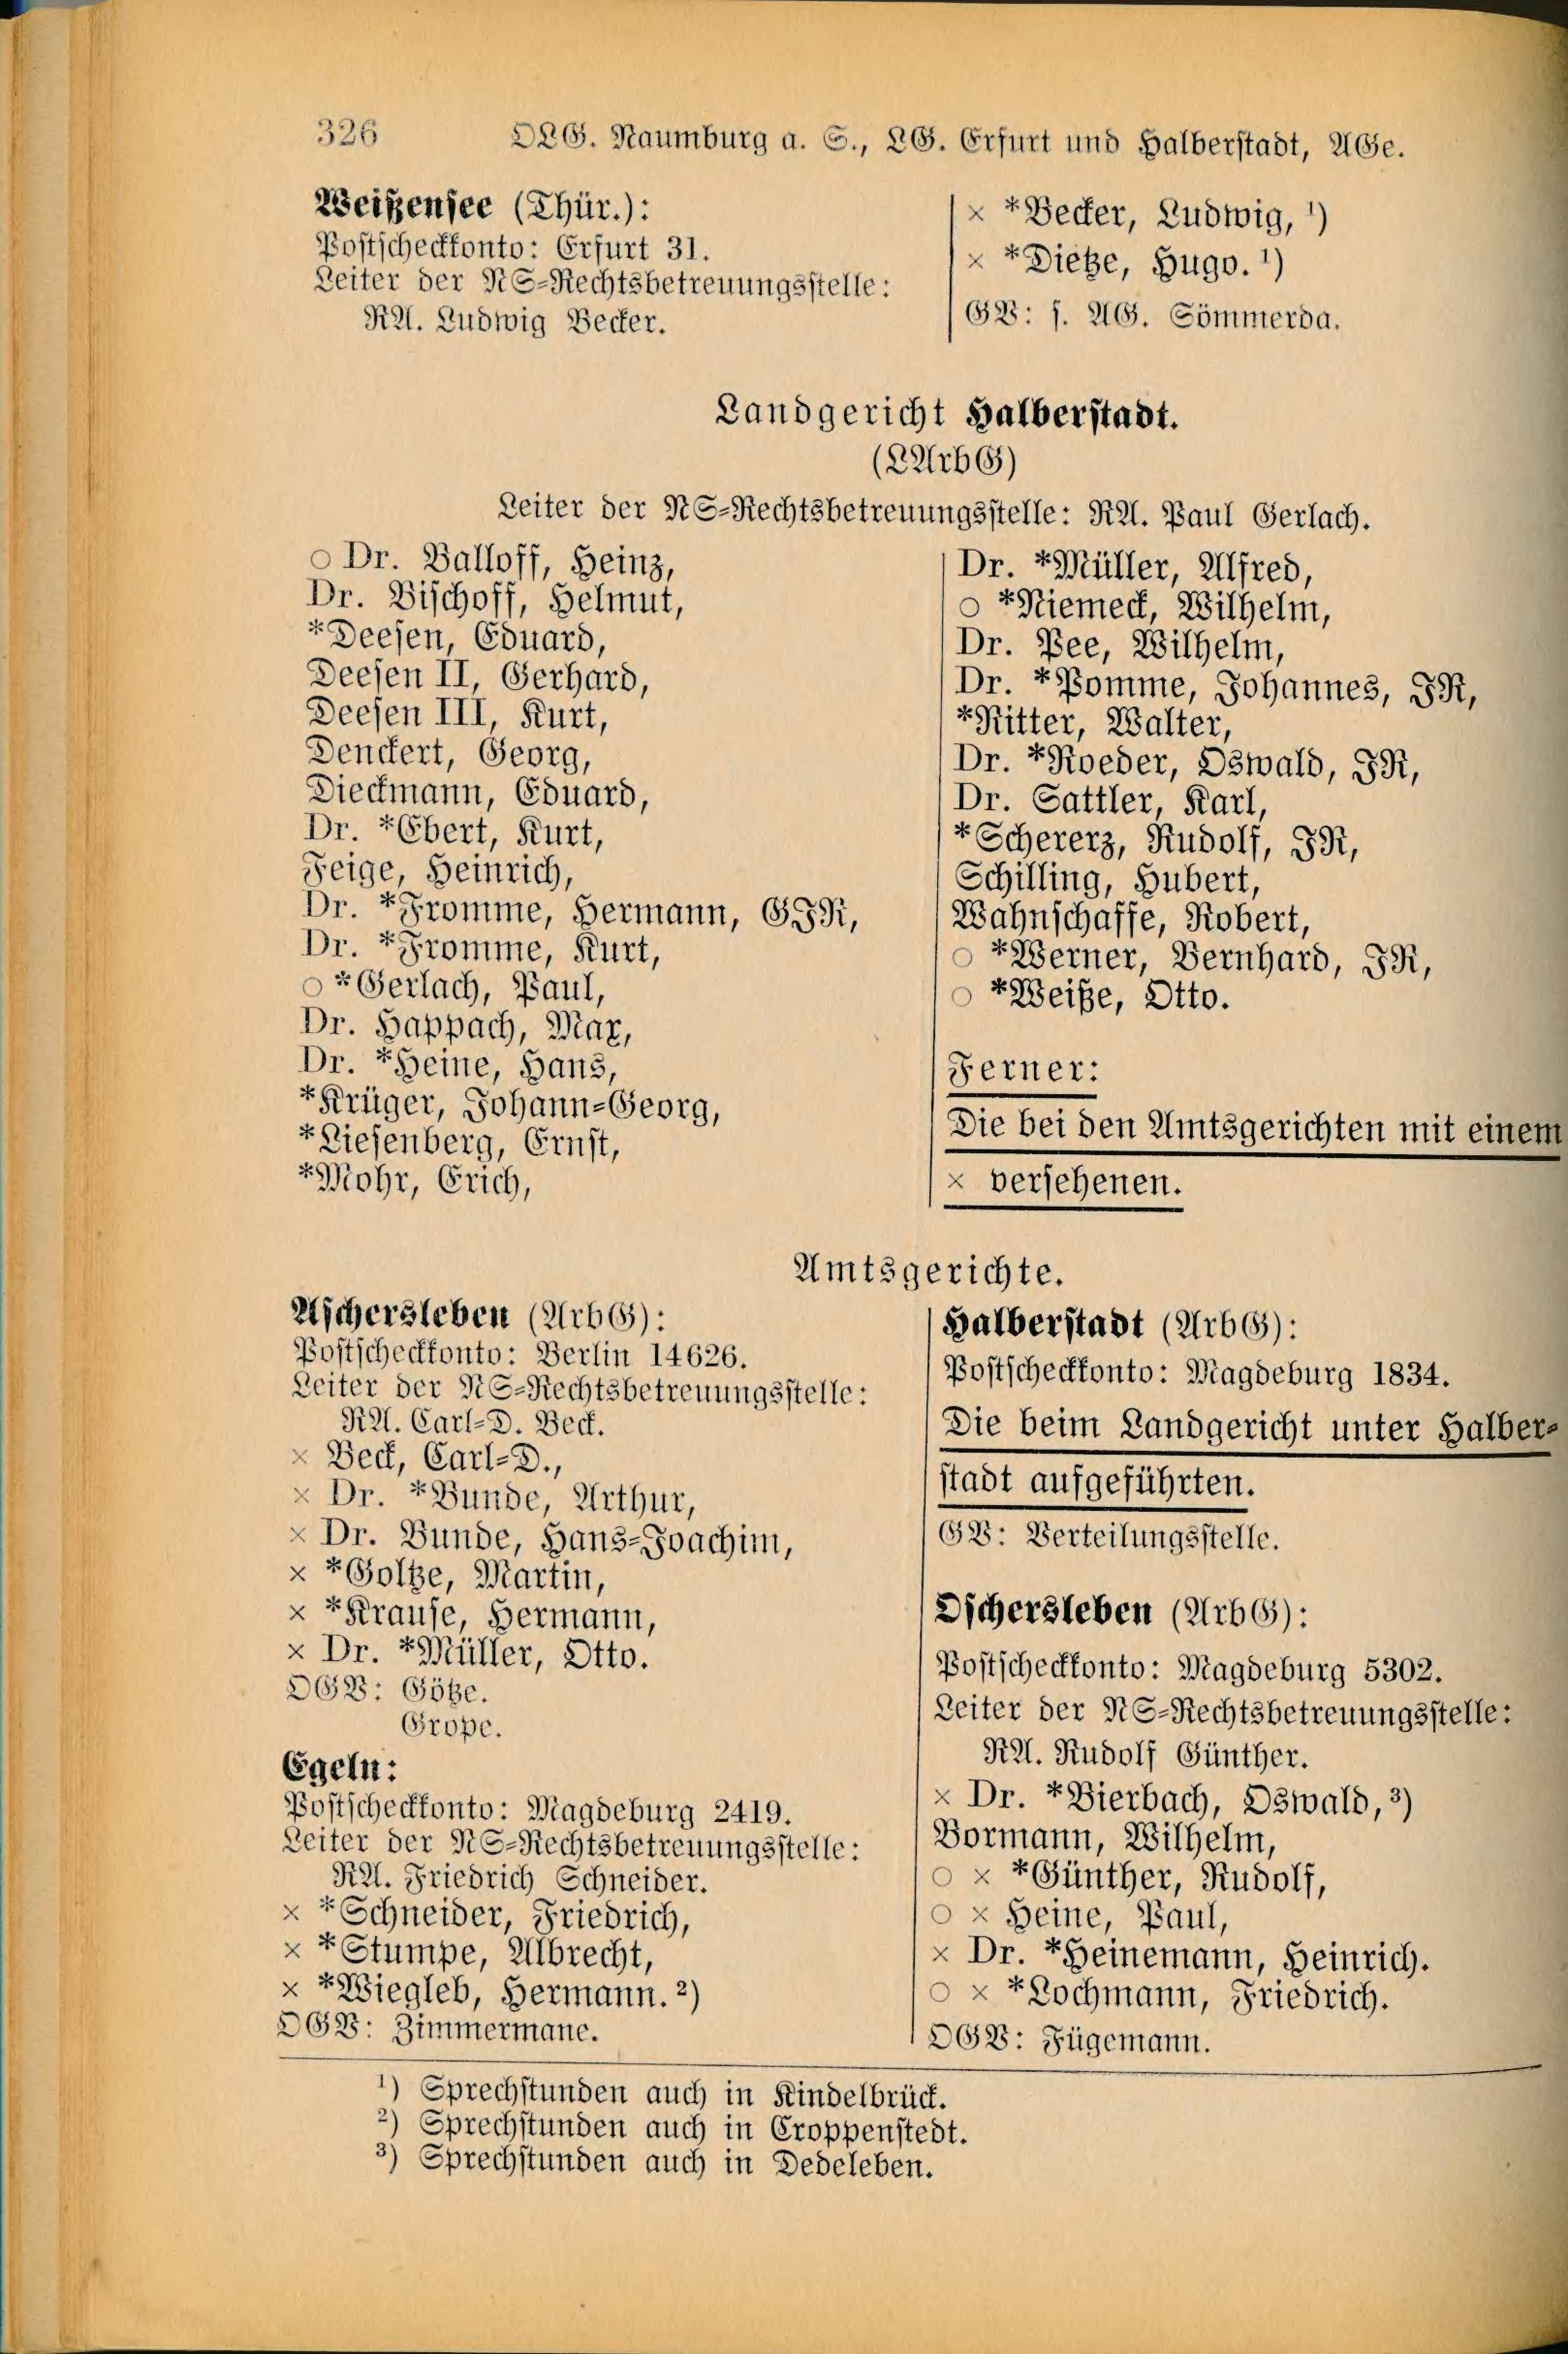 326
OLG. Naumburg a. S., LG. Erfurt und Halberstadt, AGe.
Weißensee (Thür.):
Postscheckkonto: Erfurt 31.
Leiter der NS-Rechtsbetreuungsstelle:
RA. Ludwig Becker.
× *Becker, Ludwig, ¹)
× *Dietze, Hugo. ¹)
GV: s. AG. Sömmerda.
Landgericht Halberstadt.
(LArbG)
Leiter der NS-Rechtsbetreuungsstelle: RA. Paul Gerlach.
○ Dr. Balloff, Heinz,
Dr. Bischoff, Helmut,
*Deesen, Eduard,
Deesen II, Gerhard,
Deesen III, Kurt,
Denckert, Georg,
Dieckmann, Eduard,
Dr. *Ebert, Kurt,
Feige, Heinrich,
Dr. *Fromme, Hermann, GJR,
Dr. *Fromme, Kurt,
○ *Gerlach, Paul,
Dr. Happach, Max,
Dr. *Heine, Hans,
*Krüger, Johann-Georg,
*Liesenberg, Ernst,
*Mohr, Erich,
Dr. *Müller, Alfred,
○ *Niemeck, Wilhelm,
Dr. Pee, Wilhelm,
Dr. *Pomme, Johannes, JR,
*Ritter, Walter,
Dr. *Roeder, Oswald, JR,
Dr. Sattler, Karl,
*Schererz, Rudolf, JR,
Schilling, Hubert,
Wahnschaffe, Robert,
○ *Werner, Bernhard, JR,
○ *Weiße, Otto.
Ferner:
Die bei den Amtsgerichten mit einem
× versehenen.
Amtsgerichte.
Aschersleben (ArbG):
Postscheckkonto: Berlin 14626.
Leiter der NS-Rechtsbetreuungsstelle:
RA. Carl-D. Beck.
× Beck, Carl-D.,
× Dr. *Bunde, Arthur,
× Dr. Bunde, Hans-Joachim,
× *Goltze, Martin,
× *Krause, Hermann,
× Dr. *Müller, Otto.
OGV: Götze.
Grope.
Egeln:
Postscheckkonto: Magdeburg 2419.
Leiter der NS-Rechtsbetreuungsstelle:
RA. Friedrich Schneider.
× *Schneider, Friedrich,
× *Stumpe, Albrecht,
× *Wiegleb, Hermann. ²)
OGV: Zimmermane.
Halberstadt (ArbG):
Postscheckkonto: Magdeburg 1834.
Die beim Landgericht unter Halber-
stadt aufgeführten.
GV: Verteilungsstelle.
Oschersleben (ArbG):
Postscheckkonto: Magdeburg 5302.
Leiter der NS-Rechtsbetreuungsstelle:
RA. Rudolf Günther.
× Dr. *Bierbach, Oswald, ³)
Bormann, Wilhelm,
○ × *Günther, Rudolf,
○ × Heine, Paul,
× Dr. *Heinemann, Heinrich.
○ × *Lochmann, Friedrich.
OGV: Fügemann.
¹) Sprechstunden auch in Kindelbrück.
²) Sprechstunden auch in Croppenstedt.
³) Sprechstunden auch in Dedeleben.